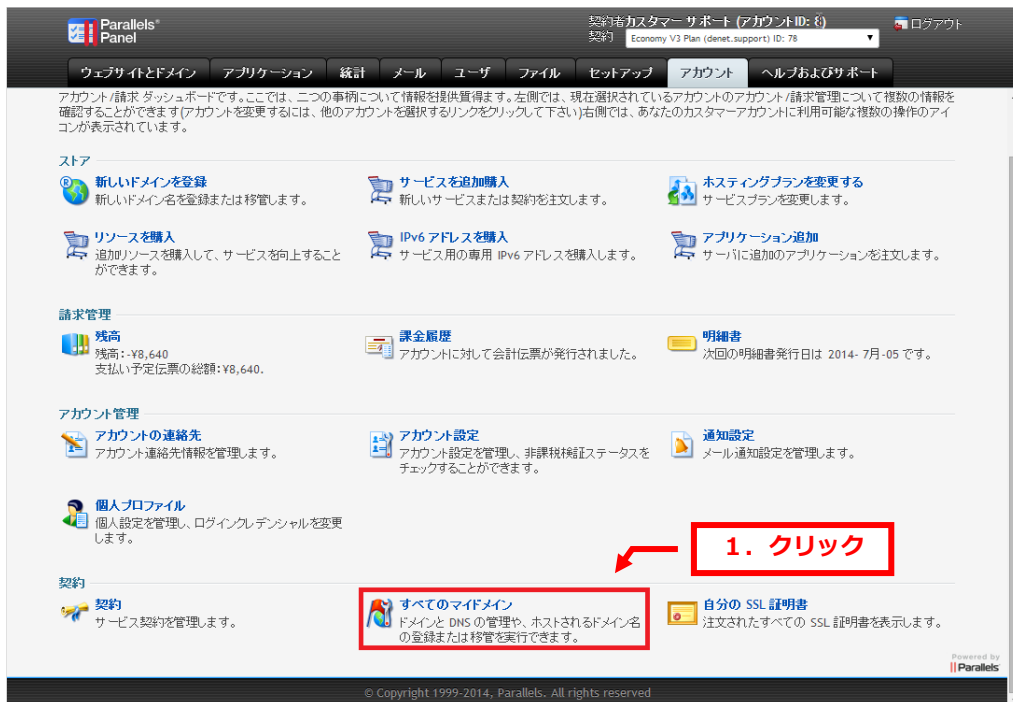 Parallels®
Panel
契約者カスタマー サポート (アカウントID: 8)
ログアウト
契約 Economy V3 Plan (denet.support) ID: 78
ウェブサイトとドメイン アプリケーション 統計 メール ユーザ ファイル セットアップ アカウント ヘルプおよびサポート
アカウント/請求 ダッシュボードです。ここでは、二つの事柄について情報を提供質得ます。左側では、現在選択されているアカウントのアカウント/請求管理について複数の情報を
確認することができます(アカウントを変更するには、他のアカウントを選択するリンクをクリックして下さい)右側では、あなたのカスタマーアカウントに利用可能な複数の操作のアイ
コンが表示されています。
ストア
新しいドメインを登録
新しいドメイン名を登録または移管します。
サービスを追加購入
新しいサービスまたは契約を注文します。
ホスティングプランを変更する
サービスプランを変更します。
リソースを購入
追加リソースを購入して、サービスを向上すること
ができます。
IPv6 アドレスを購入
サービス用の専用 IPv6 アドレスを購入します。
アプリケーション追加
サーバに追加のアプリケーションを注文します。
請求管理
残高
残高:-¥8,640
支払い予定伝票の総額:¥8,640.
課金履歴
アカウントに対して会計伝票が発行されました。
明細書
次回の明細書発行日は 2014- 7月-05 です。
アカウント管理
アカウントの連絡先
アカウント連絡先情報を管理します。
アカウント設定
アカウント設定を管理し、非課税検証ステータスを
チェックすることができます。
通知設定
メール通知設定を管理します。
個人プロファイル
個人設定を管理し、ログインクレデンシャルを変更
します。
1. クリック
契約
契約
サービス契約を管理します。
すべてのマイドメイン
ドメインと DNS の管理や、ホストされるドメイン名
の登録または移管を実行できます。
自分の SSL 証明書
注文されたすべての SSL 証明書を表示します。
Powered by
Parallels
© Copyright 1999-2014, Parallels. All rights reserved